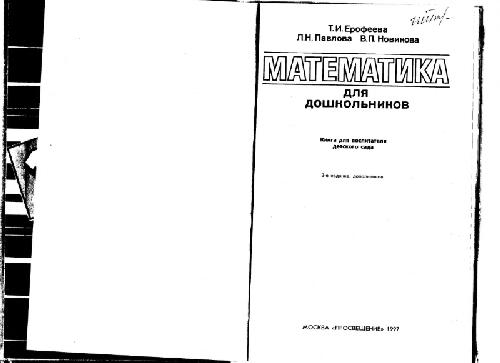 Т.И. Ерофеева
Л.Н. Павлова В.П. Новикова
МАТЕМАТИКА
ДЛЯ
ДОШКОЛЬНИКОВ
Книга для воспитателя
детского сада
2-е издание, дополненное
МОСКВА «ПРОСВЕЩЕНИЕ» 1997